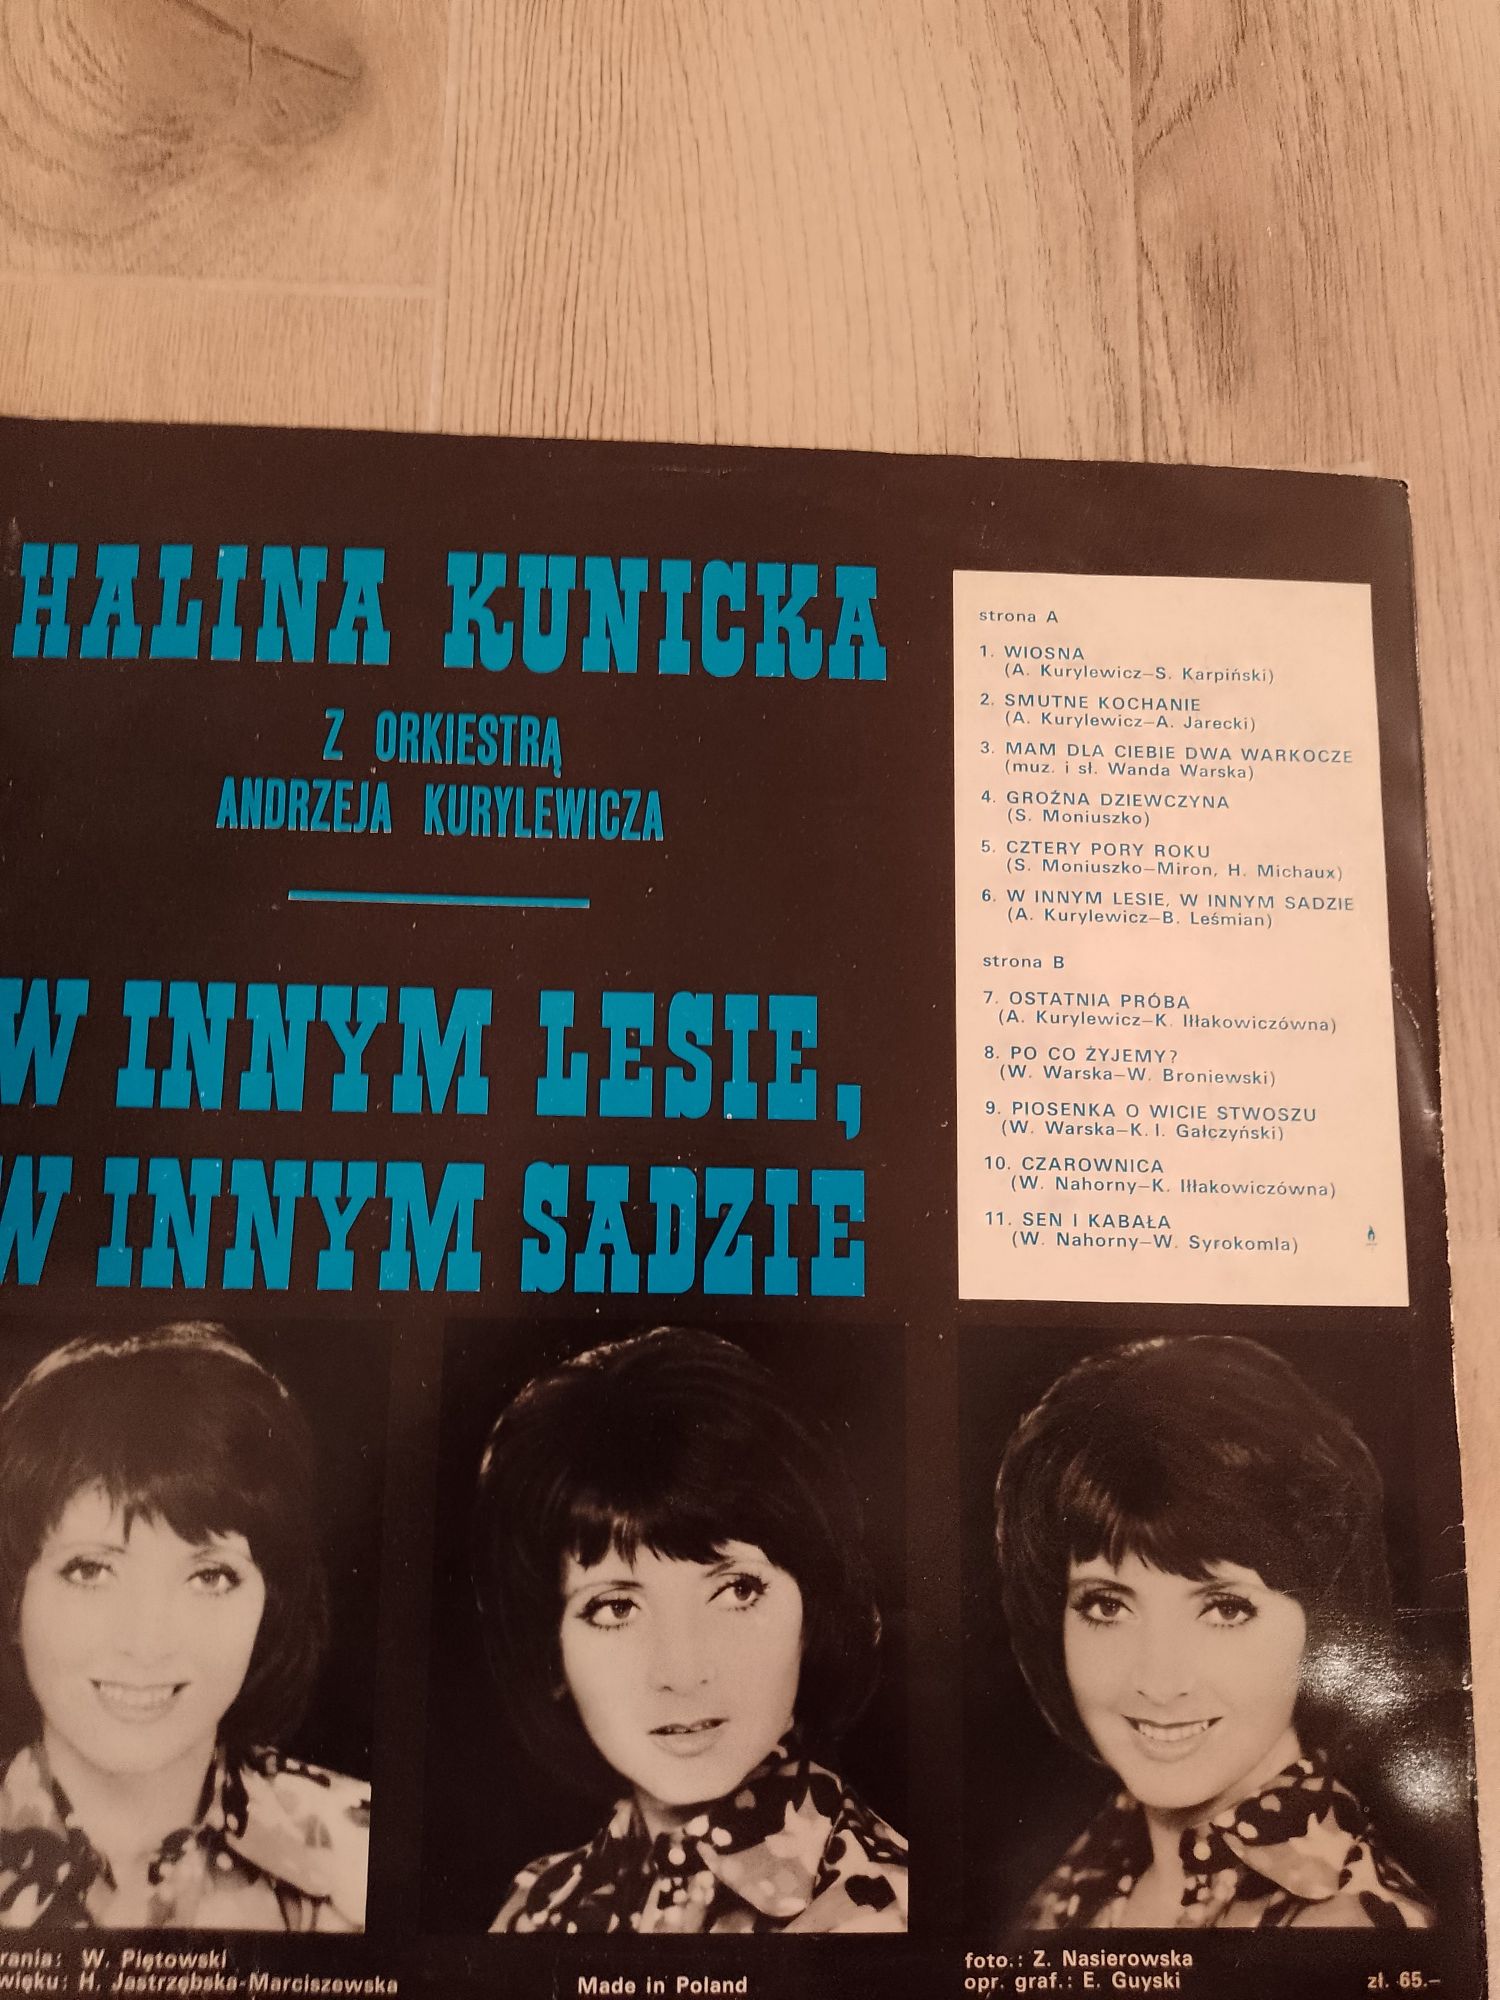 HALINA KUNICKA
Z ORKIESTRĄ
ANDRZEJA KURYLEWICZA
W INNYM LESIE,
W INNYM SADZIE
strona A
1. WIOSNA
(A. Kurylewicz–S. Karpiński)
2. SMUTNE KOCHANIE
(A. Kurylewicz–A. Jarecki)
3. MAM DLA CIEBIE DWA WARKOCZE
(muz. i sł. Wanda Warska)
4. GROŹNA DZIEWCZYNA
(S. Moniuszko)
5. CZTERY PORY ROKU
(S. Moniuszko–Miron, H. Michaux)
6. W INNYM LESIE, W INNYM SADZIE
(A. Kurylewicz–B. Leśmian)
strona B
7. OSTATNIA PRÓBA
(A. Kurylewicz–K. Iłłakowiczówna)
8. PO CO ŻYJEMY?
(W. Warska–W. Broniewski)
9. PIOSENKA O WICIE STWOSZU
(W. Warska–K. I. Gałczyński)
10. CZAROWNICA
(W. Nahorny–K. Iłłakowiczówna)
11. SEN I KABAŁA
(W. Nahorny–W. Syrokomla)
rania: W. Piętowski
więku: H. Jastrzębska-Marciszewska
Made in Poland
foto.: Z. Nasierowska
opr. graf.: E. Guyski
zł. 65.–